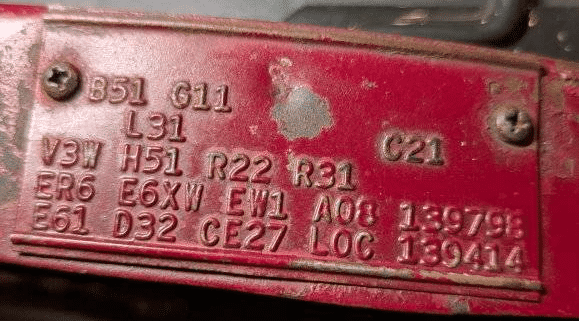 B51 G11
L31 C21
V3W H51 R22 R31
ER6 E6XW EW1 A08 139798
E61 D32 CE27 LOC 139414